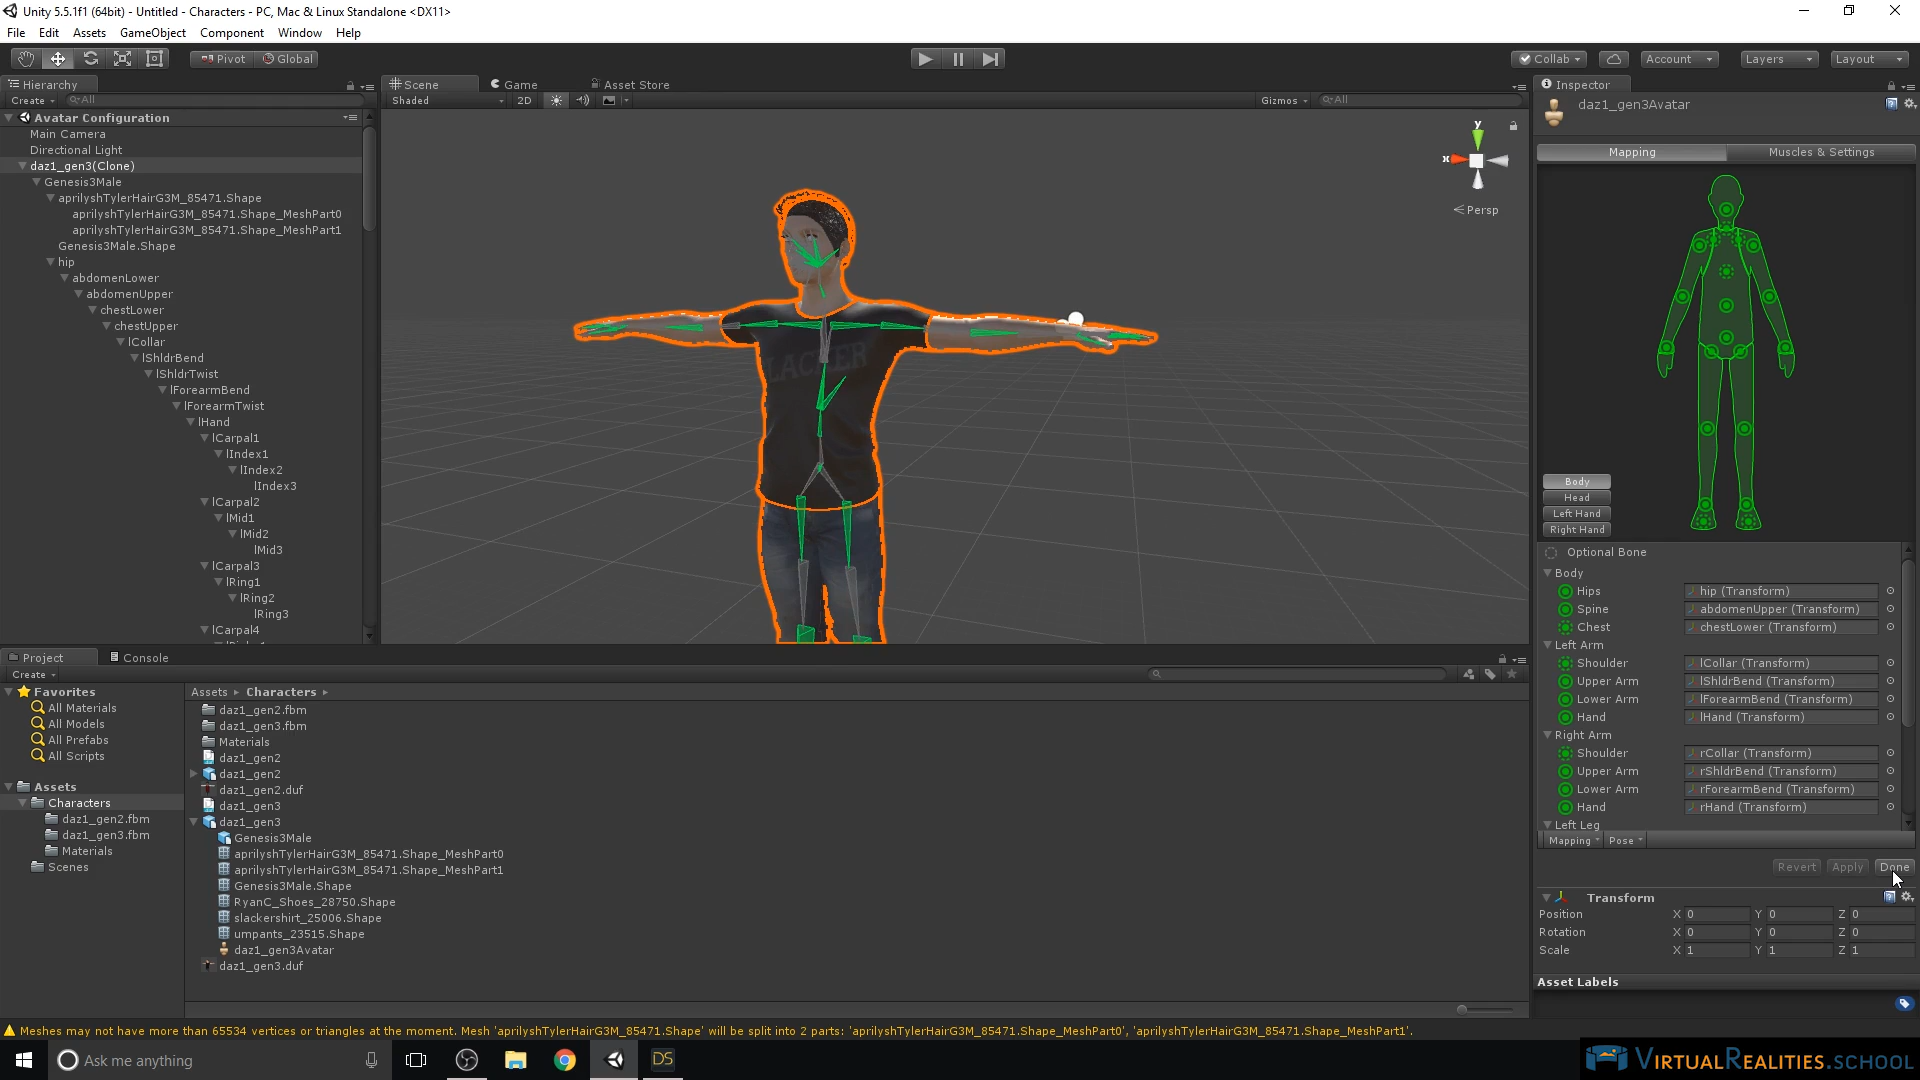 Unity 5.5.1f1 (64bit) - Untitled - Characters - PC, Mac & Linux Standalone <DX11>
File Edit Assets GameObject Component Window Help
Pivot Global Collab Account Layers Layout
Hierarchy
Create All
Avatar Configuration
Main Camera
Directional Light
daz1_gen3(Clone)
Genesis3Male
aprilyshTylerHairG3M_85471.Shape
aprilyshTylerHairG3M_85471.Shape_MeshPart0
aprilyshTylerHairG3M_85471.Shape_MeshPart1
Genesis3Male.Shape
hip
abdomenLower
abdomenUpper
chestLower
chestUpper
lCollar
lShldrBend
lShldrTwist
lForearmBend
lForearmTwist
lHand
lCarpal1
lIndex1
lIndex2
lIndex3
lCarpal2
lMid1
lMid2
lMid3
lCarpal3
lRing1
lRing2
lRing3
lCarpal4
Scene Game Asset Store
Shaded 2D Gizmos All
y
x
Persp
LACKER
Inspector
daz1_gen3Avatar
Mapping Muscles & Settings
Body
Head
Left Hand
Right Hand
Optional Bone
Body
Hips hip (Transform)
Spine abdomenUpper (Transform)
Chest chestLower (Transform)
Left Arm
Shoulder lCollar (Transform)
Upper Arm lShldrBend (Transform)
Lower Arm lForearmBend (Transform)
Hand lHand (Transform)
Right Arm
Shoulder rCollar (Transform)
Upper Arm rShldrBend (Transform)
Lower Arm rForearmBend (Transform)
Hand rHand (Transform)
Left Leg
Mapping Pose
Revert Apply Done
Transform
Position X 0 Y 0 Z 0
Rotation X 0 Y 0 Z 0
Scale X 1 Y 1 Z 1
Asset Labels
Project Console
Create
Favorites
All Materials
All Models
All Prefabs
All Scripts
Assets
Characters
daz1_gen2.fbm
daz1_gen3.fbm
Materials
Scenes
Assets Characters
daz1_gen2.fbm
daz1_gen3.fbm
Materials
daz1_gen2
daz1_gen2
daz1_gen2.duf
daz1_gen3
daz1_gen3
Genesis3Male
aprilyshTylerHairG3M_85471.Shape_MeshPart0
aprilyshTylerHairG3M_85471.Shape_MeshPart1
Genesis3Male.Shape
RyanC_Shoes_28750.Shape
slackershirt_25006.Shape
umpants_23515.Shape
daz1_gen3Avatar
daz1_gen3.duf
Meshes may not have more than 65534 vertices or triangles at the moment. Mesh 'aprilyshTylerHairG3M_85471.Shape' will be split into 2 parts: 'aprilyshTylerHairG3M_85471.Shape_MeshPart0', 'aprilyshTylerHairG3M_85471.Shape_MeshPart1'.
Ask me anything
DS
VIRTUALREALITIES.SCHOOL